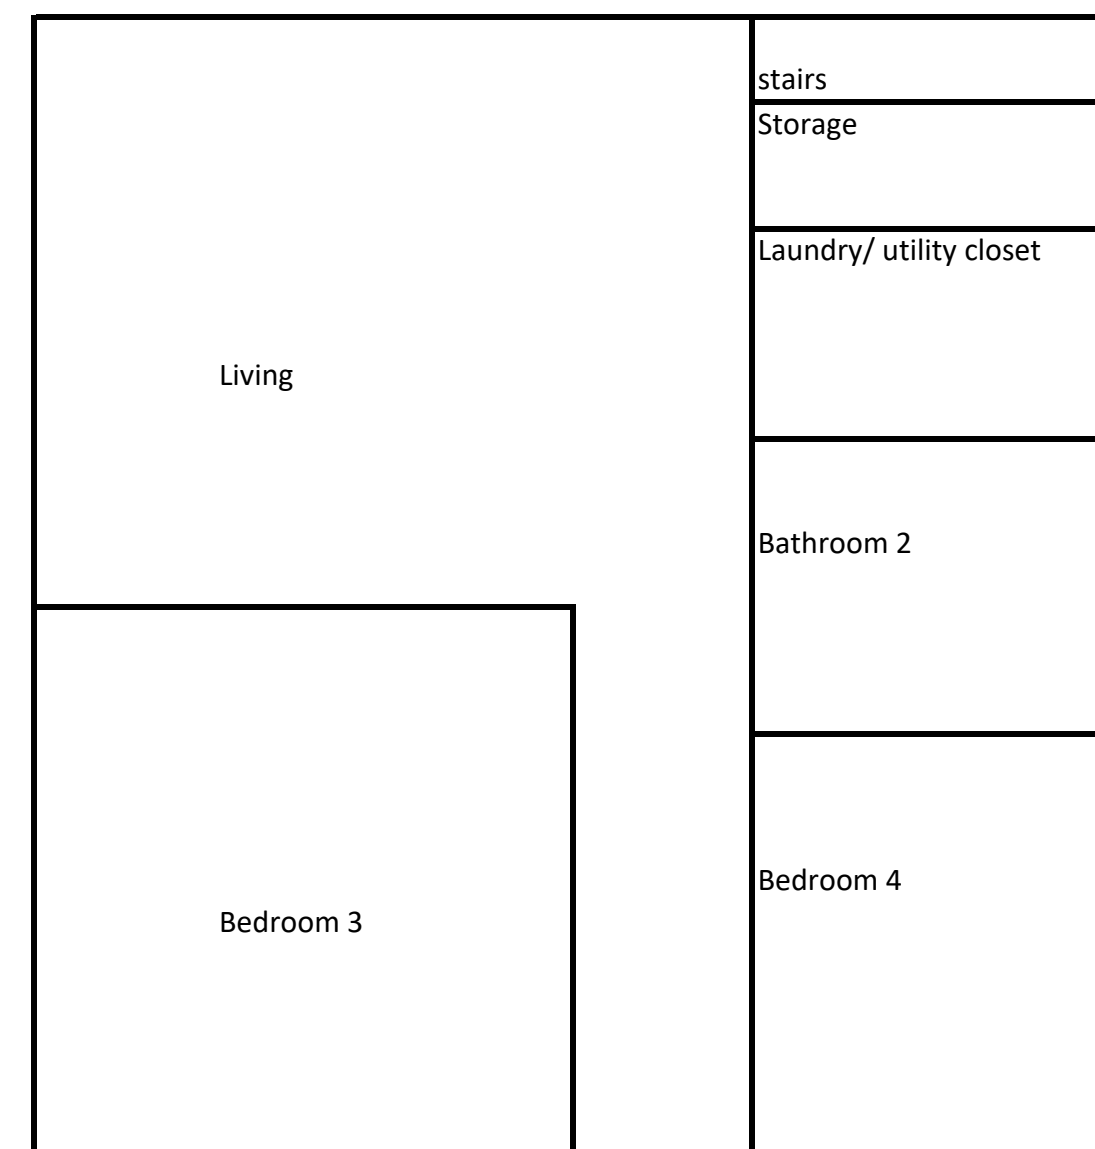 stairs
Storage
Laundry/ utility closet
Living
Bathroom 2
Bedroom 4
Bedroom 3